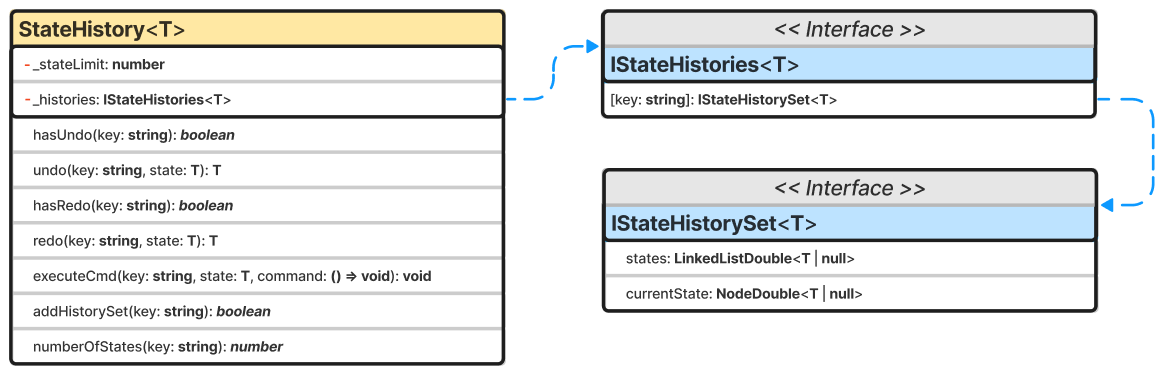 StateHistory<T>
- _stateLimit: number
- _histories: IStateHistories<T>
hasUndo(key: string): boolean
undo(key: string, state: T): T
hasRedo(key: string): boolean
redo(key: string, state: T): T
executeCmd(key: string, state: T, command: () => void): void
addHistorySet(key: string): boolean
numberOfStates(key: string): number
<< Interface >>
IStateHistories<T>
[key: string]: IStateHistorySet<T>
<< Interface >>
IStateHistorySet<T>
states: LinkedListDouble<T | null>
currentState: NodeDouble<T | null>